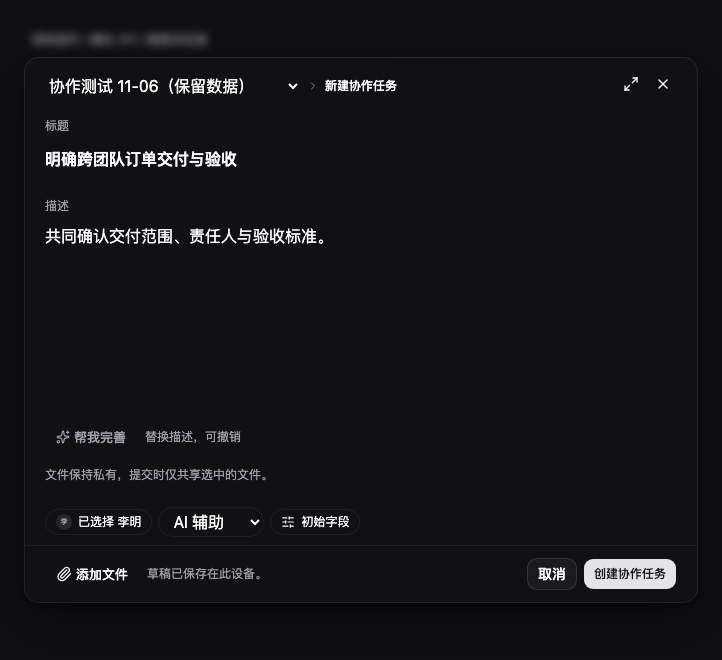 协作测试 11-06（保留数据） › 新建协作任务
标题
明确跨团队订单交付与验收
描述
共同确认交付范围、责任人与验收标准。
帮我完善 替换描述，可撤销
文件保持私有，提交时仅共享选中的文件。
李 已选择 李明 AI 辅助 初始字段
添加文件 草稿已保存在此设备。 取消 创建协作任务